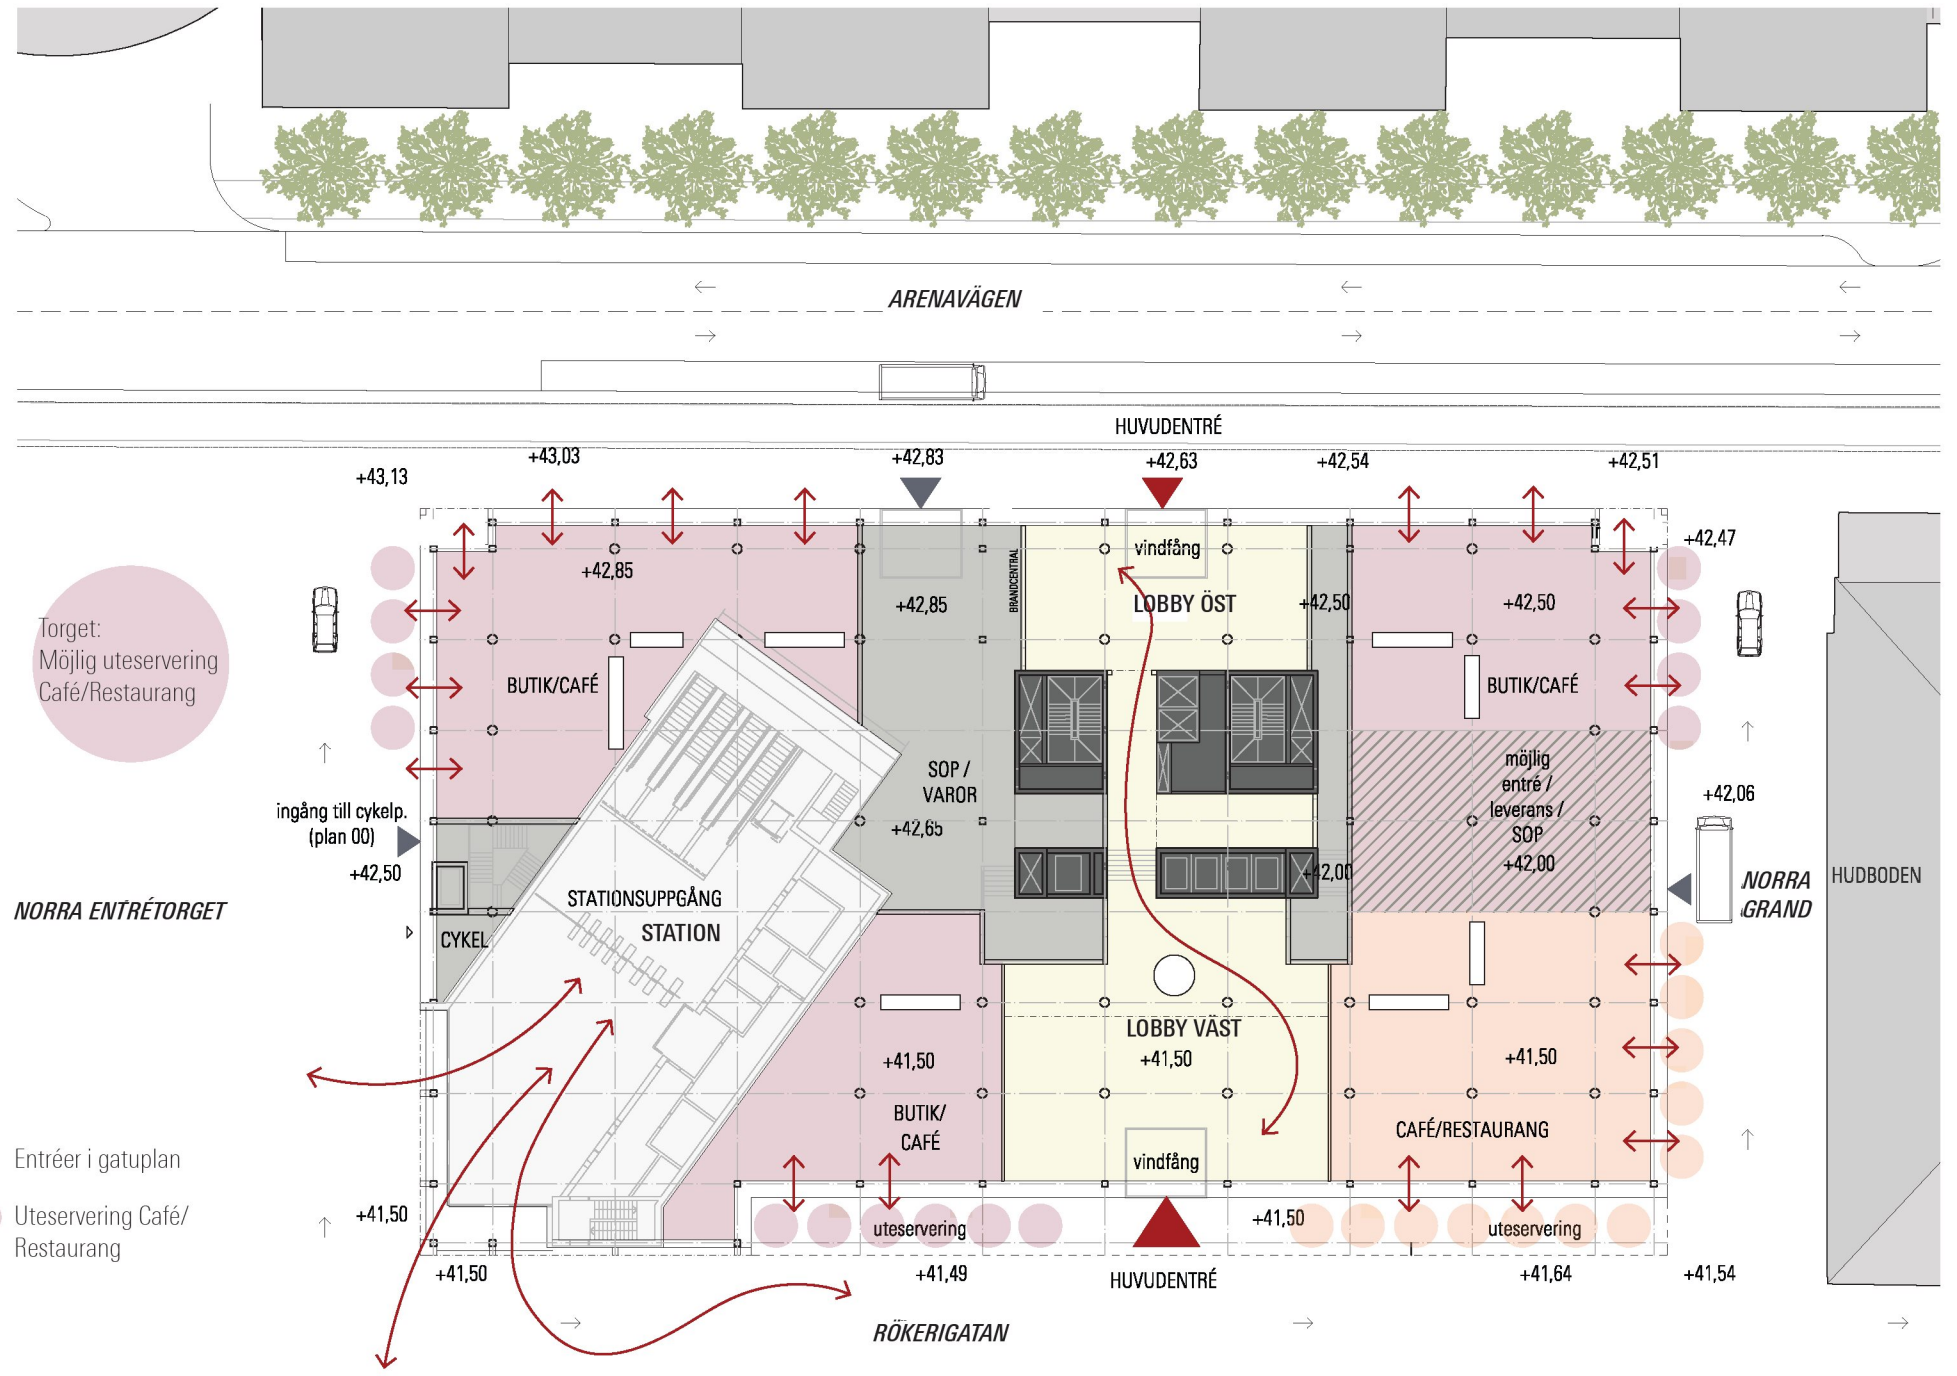 ARENAVÄGEN
HUVUDENTRÉ
+43,13
+43,03
+42,83
+42,63
+42,54
+42,51
+42,47
Torget:
Möjlig uteservering
Café/Restaurang
+42,85
BUTIK/CAFÉ
+42,85
BRANDCENTRAL
vindfång
LOBBY ÖST
+42,50
+42,50
BUTIK/CAFÉ
SOP /
VAROR
+42,65
möjlig
entré /
leverans /
SOP
+42,00
+42,00
+42,06
ingång till cykelp.
(plan 00)
+42,50
NORRA ENTRÉTORGET
CYKEL
STATIONSUPPGÅNG
STATION
NORRA
GRAND
HUDBODEN
+41,50
BUTIK/
CAFÉ
LOBBY VÄST
+41,50
vindfång
+41,50
CAFÉ/RESTAURANG
Entréer i gatuplan
Uteservering Café/
Restaurang
+41,50
uteservering
+41,50
uteservering
+41,50
+41,49
HUVUDENTRÉ
+41,64
+41,54
RÖKERIGATAN